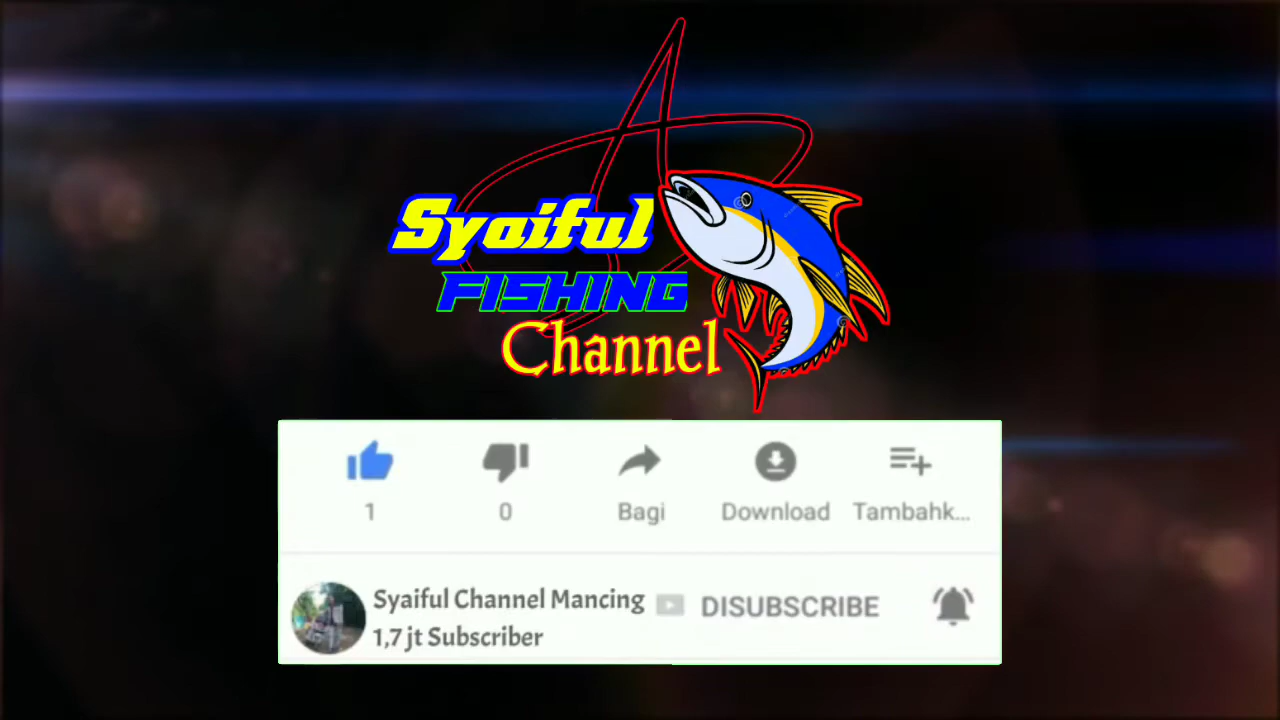 Syaiful
FISHING
Channel
1
0
Bagi
Download
Tambahk...
Syaiful Channel Mancing
DISUBSCRIBE
1,7 jt Subscriber